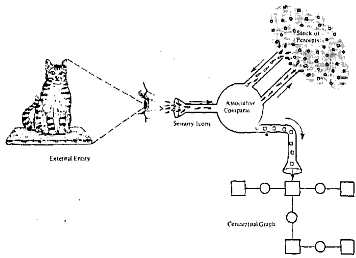 Stock of
Percepts
Associative
Comparator
Sensory Icons
External Entity
Conceptual Graph